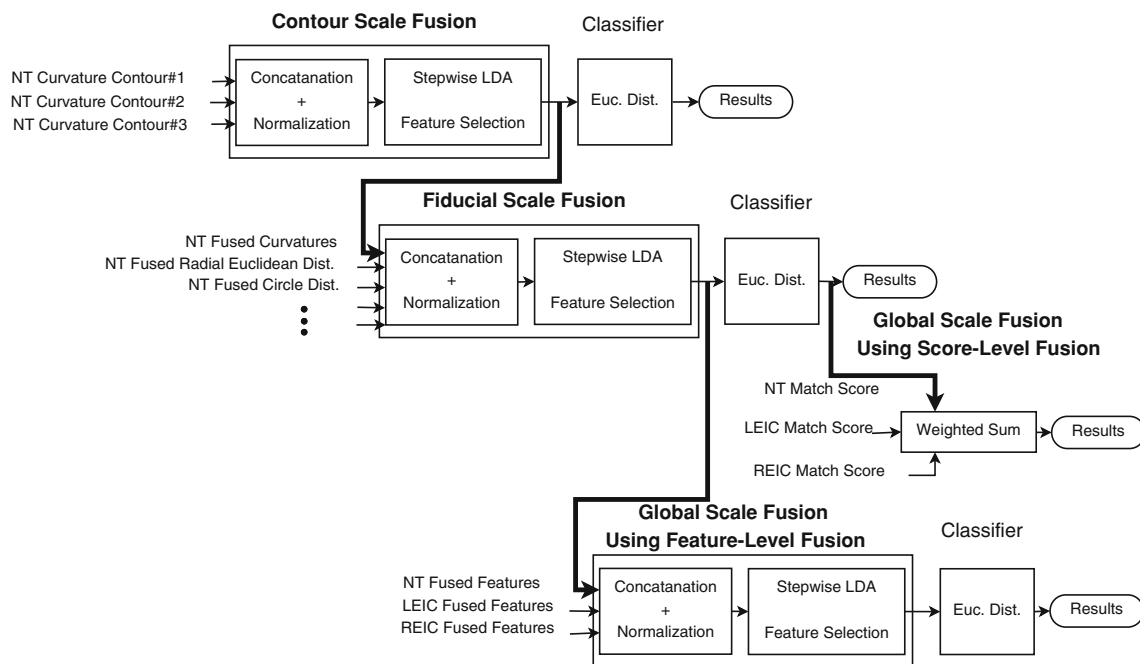 Contour Scale Fusion
Classifier
NT Curvature Contour#1
NT Curvature Contour#2
NT Curvature Contour#3
Concatanation
+
Normalization
Stepwise LDA
Feature Selection
Euc. Dist.
Results
Fiducial Scale Fusion
Classifier
NT Fused Curvatures
NT Fused Radial Euclidean Dist.
NT Fused Circle Dist.
Concatanation
+
Normalization
Stepwise LDA
Feature Selection
Euc. Dist.
Results
Global Scale Fusion
Using Score-Level Fusion
NT Match Score
LEIC Match Score
REIC Match Score
Weighted Sum
Results
Global Scale Fusion
Using Feature-Level Fusion
Classifier
NT Fused Features
LEIC Fused Features
REIC Fused Features
Concatanation
+
Normalization
Stepwise LDA
Feature Selection
Euc. Dist.
Results